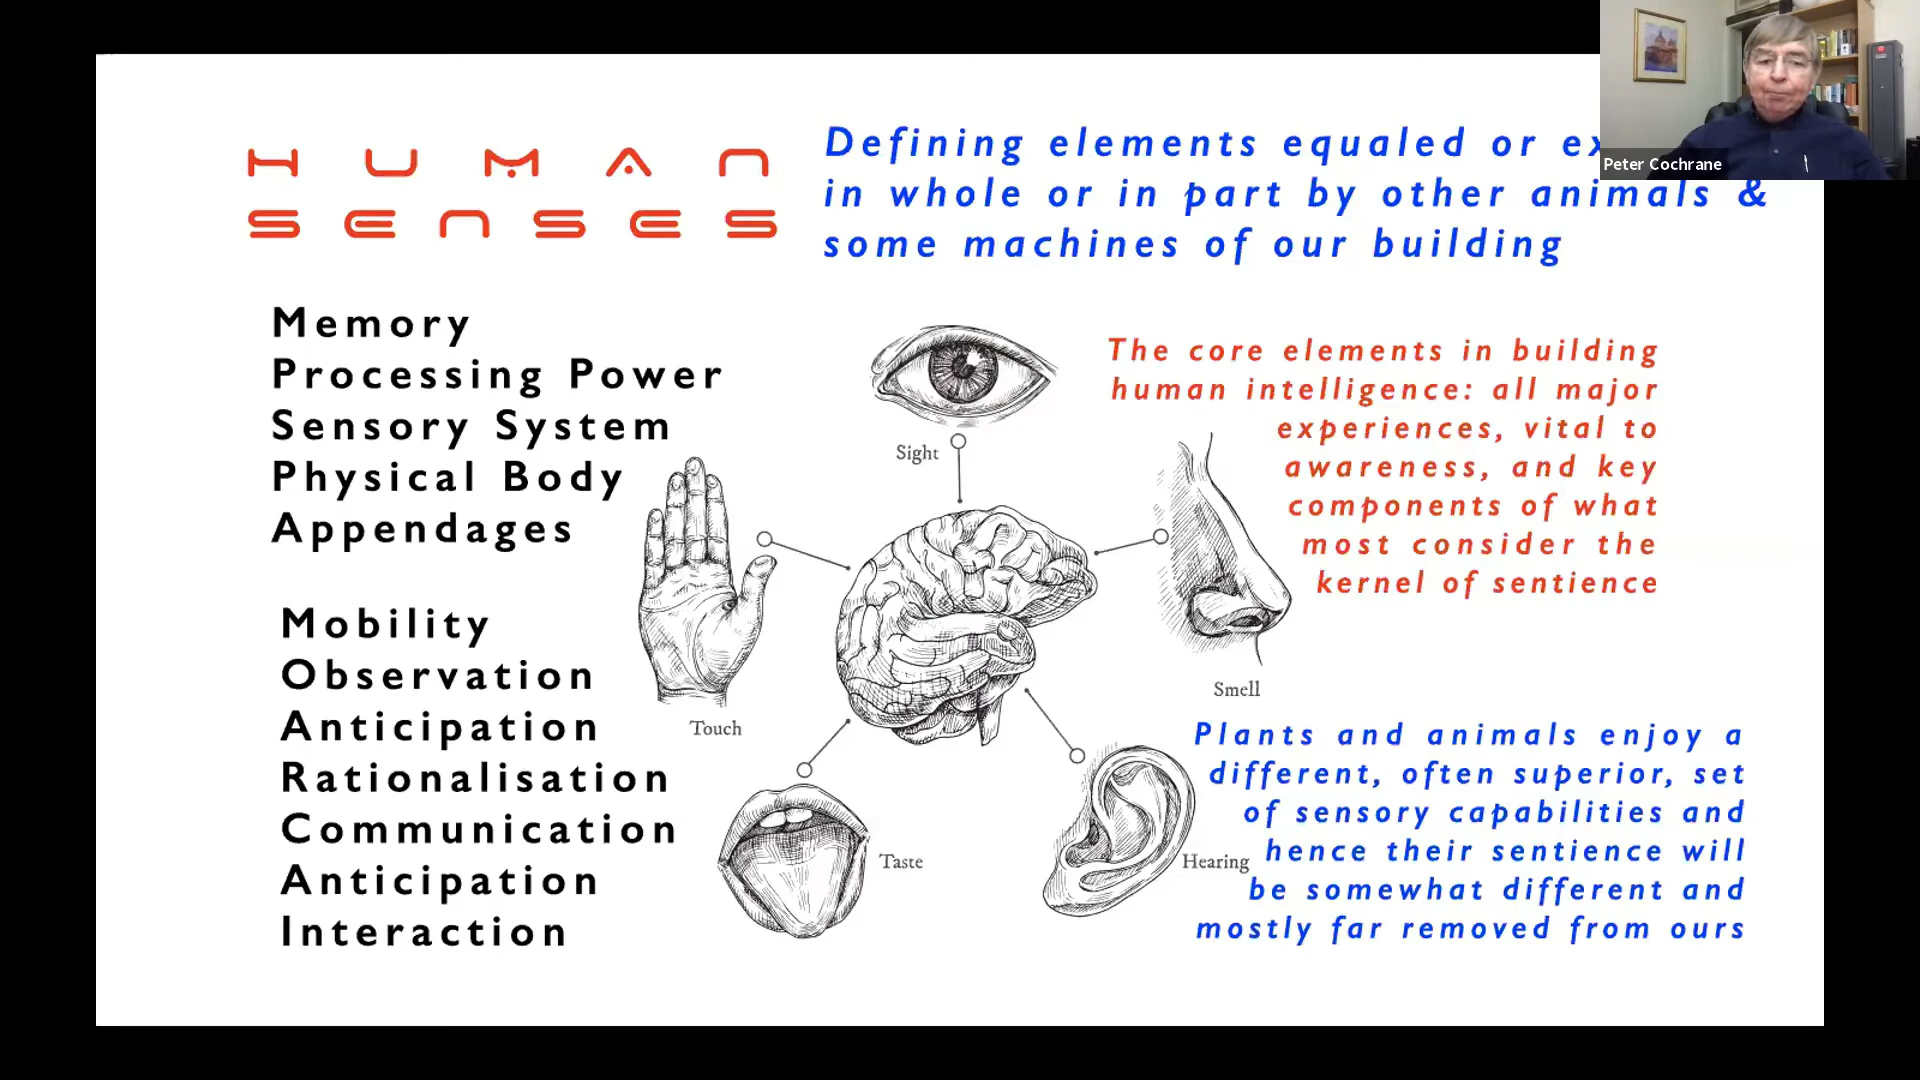 HUMAN
SENSES
Defining elements equaled or
in whole or in part by other animals &
some machines of our building
Peter Cochrane
Memory
Processing Power
Sensory System
Physical Body
Appendages
Mobility
Observation
Anticipation
Rationalisation
Communication
Anticipation
Interaction
Sight
Touch
Taste
Smell
Hearing
The core elements in building
human intelligence: all major
experiences, vital to
awareness, and key
components of what
most consider the
kernel of sentience
Plants and animals enjoy a
different, often superior, set
of sensory capabilities and
hence their sentience will
be somewhat different and
mostly far removed from ours